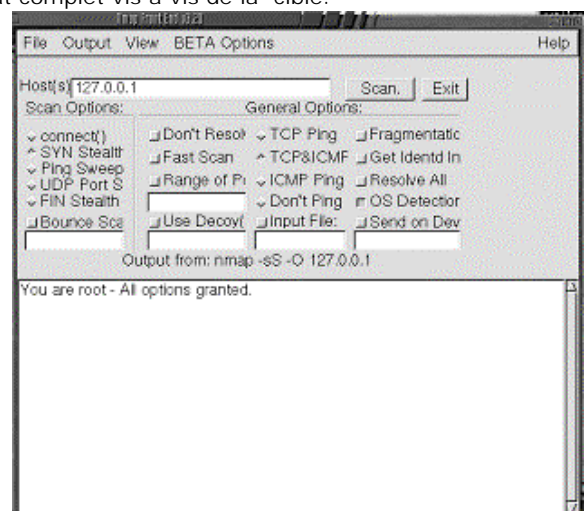 complet vis à vis de la cible.
File Output View BETA Options Help
Host(s) 127.0.0.1 Scan. Exit
Scan Options: General Options:
connect() Don't Resol TCP Ping Fragmentatic
SYN Stealth Fast Scan TCP&ICMF Get Identd In
Ping Sweep Range of P ICMP Ping Resolve All
UDP Port S Don't Ping OS Detection
FIN Stealth Use Decoy( Input File: Send on Dev
Bounce Sca
Output from: nmap -sS -O 127.0.0.1
You are root - All options granted.